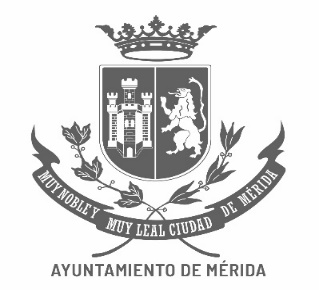 MUY NOBLE Y MUY LEAL CIUDAD DE MÉRIDA
AYUNTAMIENTO DE MÉRIDA